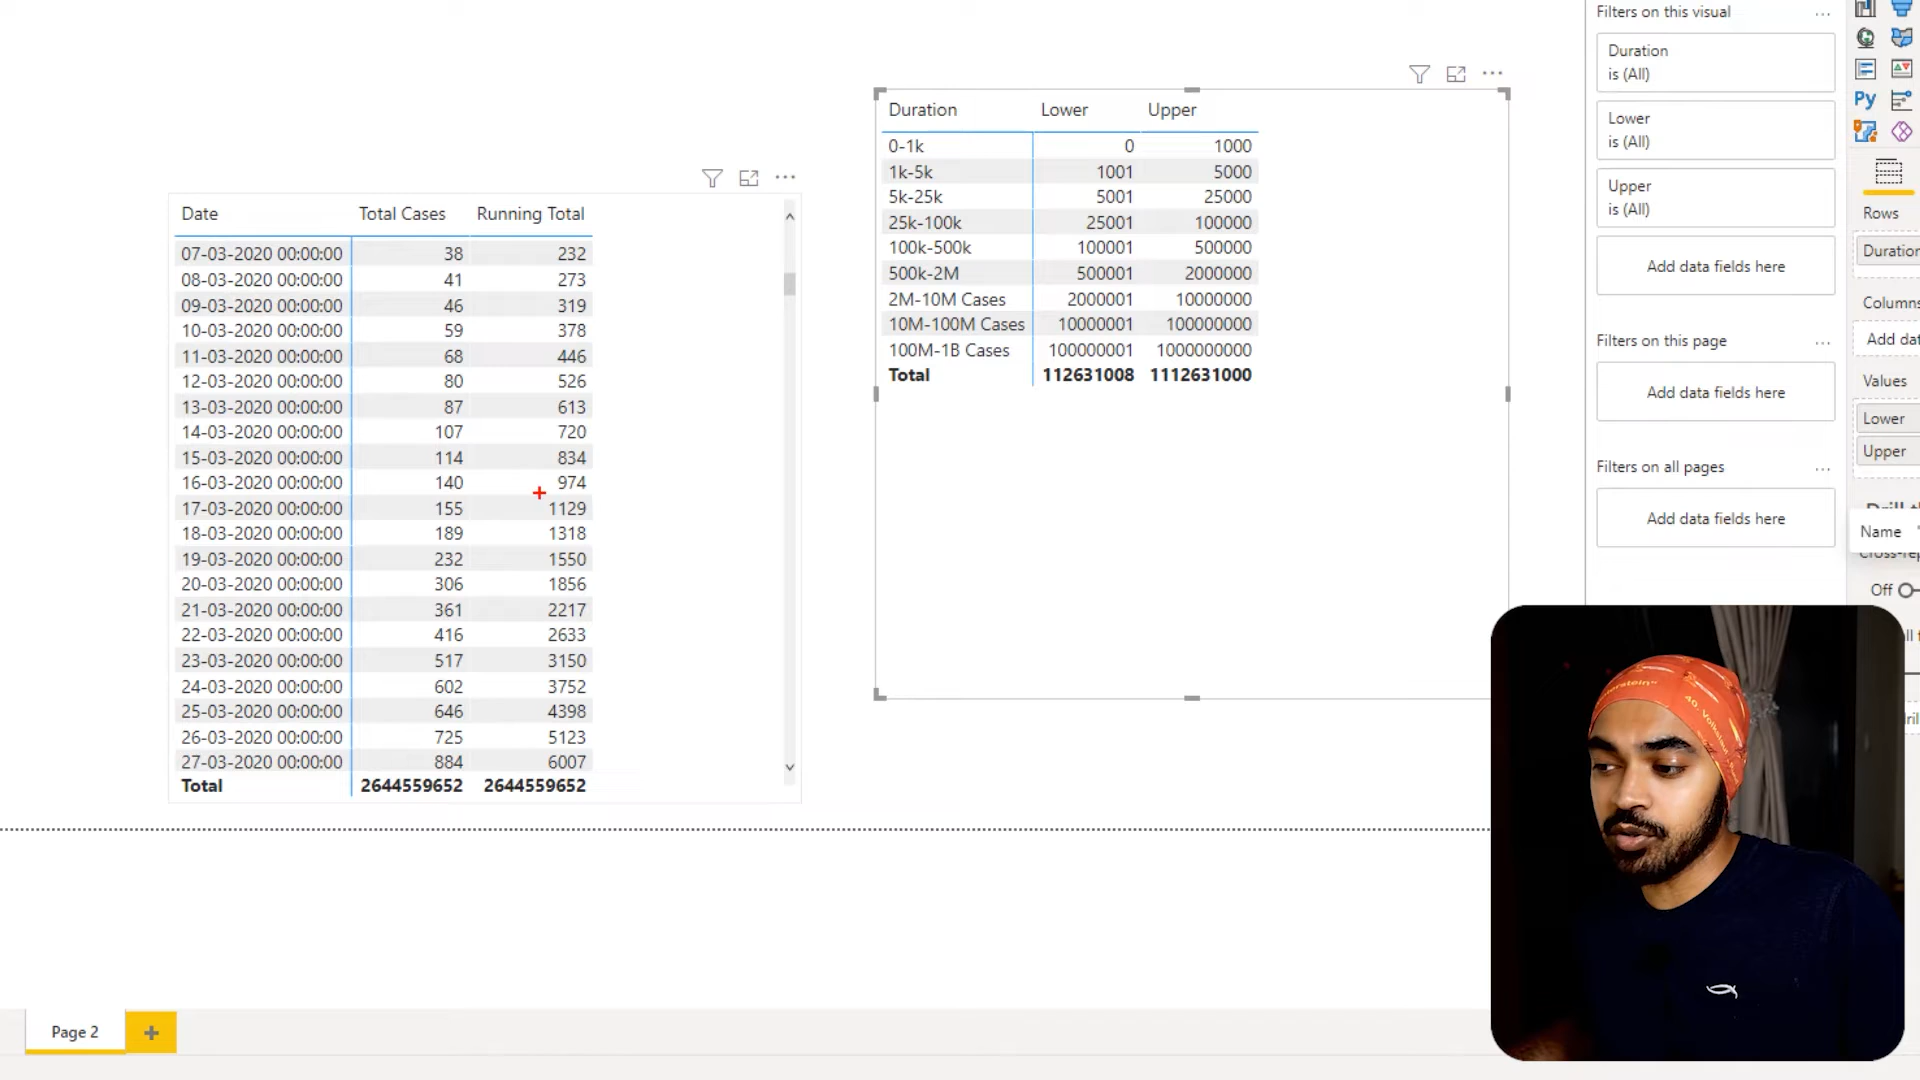 Date Total Cases Running Total
07-03-2020 00:00:00 38 232
08-03-2020 00:00:00 41 273
09-03-2020 00:00:00 46 319
10-03-2020 00:00:00 59 378
11-03-2020 00:00:00 68 446
12-03-2020 00:00:00 80 526
13-03-2020 00:00:00 87 613
14-03-2020 00:00:00 107 720
15-03-2020 00:00:00 114 834
16-03-2020 00:00:00 140 974
17-03-2020 00:00:00 155 1129
18-03-2020 00:00:00 189 1318
19-03-2020 00:00:00 232 1550
20-03-2020 00:00:00 306 1856
21-03-2020 00:00:00 361 2217
22-03-2020 00:00:00 416 2633
23-03-2020 00:00:00 517 3150
24-03-2020 00:00:00 602 3752
25-03-2020 00:00:00 646 4398
26-03-2020 00:00:00 725 5123
27-03-2020 00:00:00 884 6007
Total 2644559652 2644559652
Duration Lower Upper
0-1k 0 1000
1k-5k 1001 5000
5k-25k 5001 25000
25k-100k 25001 100000
100k-500k 100001 500000
500k-2M 500001 2000000
2M-10M Cases 2000001 10000000
10M-100M Cases 10000001 100000000
100M-1B Cases 100000001 1000000000
Total 112631008 1112631000
Filters on this visual
Duration
is (All)
Lower
is (All)
Upper
is (All)
Add data fields here
Filters on this page
Add data fields here
Filters on all pages
Add data fields here
Py
Rows
Duration
Columns
Add dat
Values
Lower
Upper
Name
Off
40. Volkslauf
Page 2